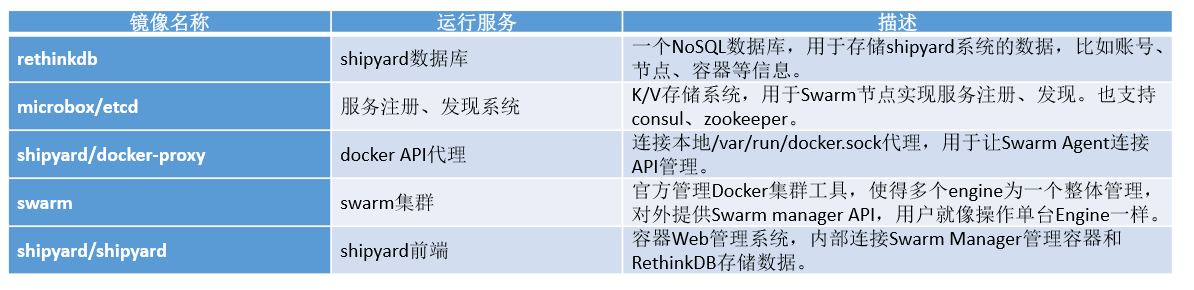 镜像名称 运行服务 描述
rethinkdb shipyard数据库 一个NoSQL数据库，用于存储shipyard系统的数据，比如账号、
节点、容器等信息。
microbox/etcd 服务注册、发现系统 K/V存储系统，用于Swarm节点实现服务注册、发现。也支持
consul、zookeeper。
shipyard/docker-proxy docker API代理 连接本地/var/run/docker.sock代理，用于让Swarm Agent连接
API管理。
swarm swarm集群 官方管理Docker集群工具，使得多个engine为一个整体管理，
对外提供Swarm manager API，用户就像操作单台Engine一样。
shipyard/shipyard shipyard前端 容器Web管理系统，内部连接Swarm Manager管理容器和
RethinkDB存储数据。